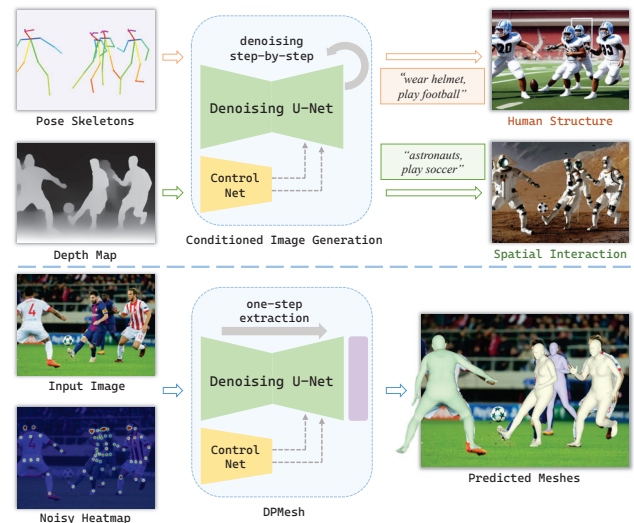 denoising
step-by-step
Denoising U-Net
Control
Net
Pose Skeletons
Depth Map
Conditioned Image Generation
"wear helmet,
play football"
Human Structure
"astronauts,
play soccer"
Spatial Interaction
Input Image
Noisy Heatmap
one-step
extraction
Denoising U-Net
Control
Net
DPMesh
4
Predicted Meshes